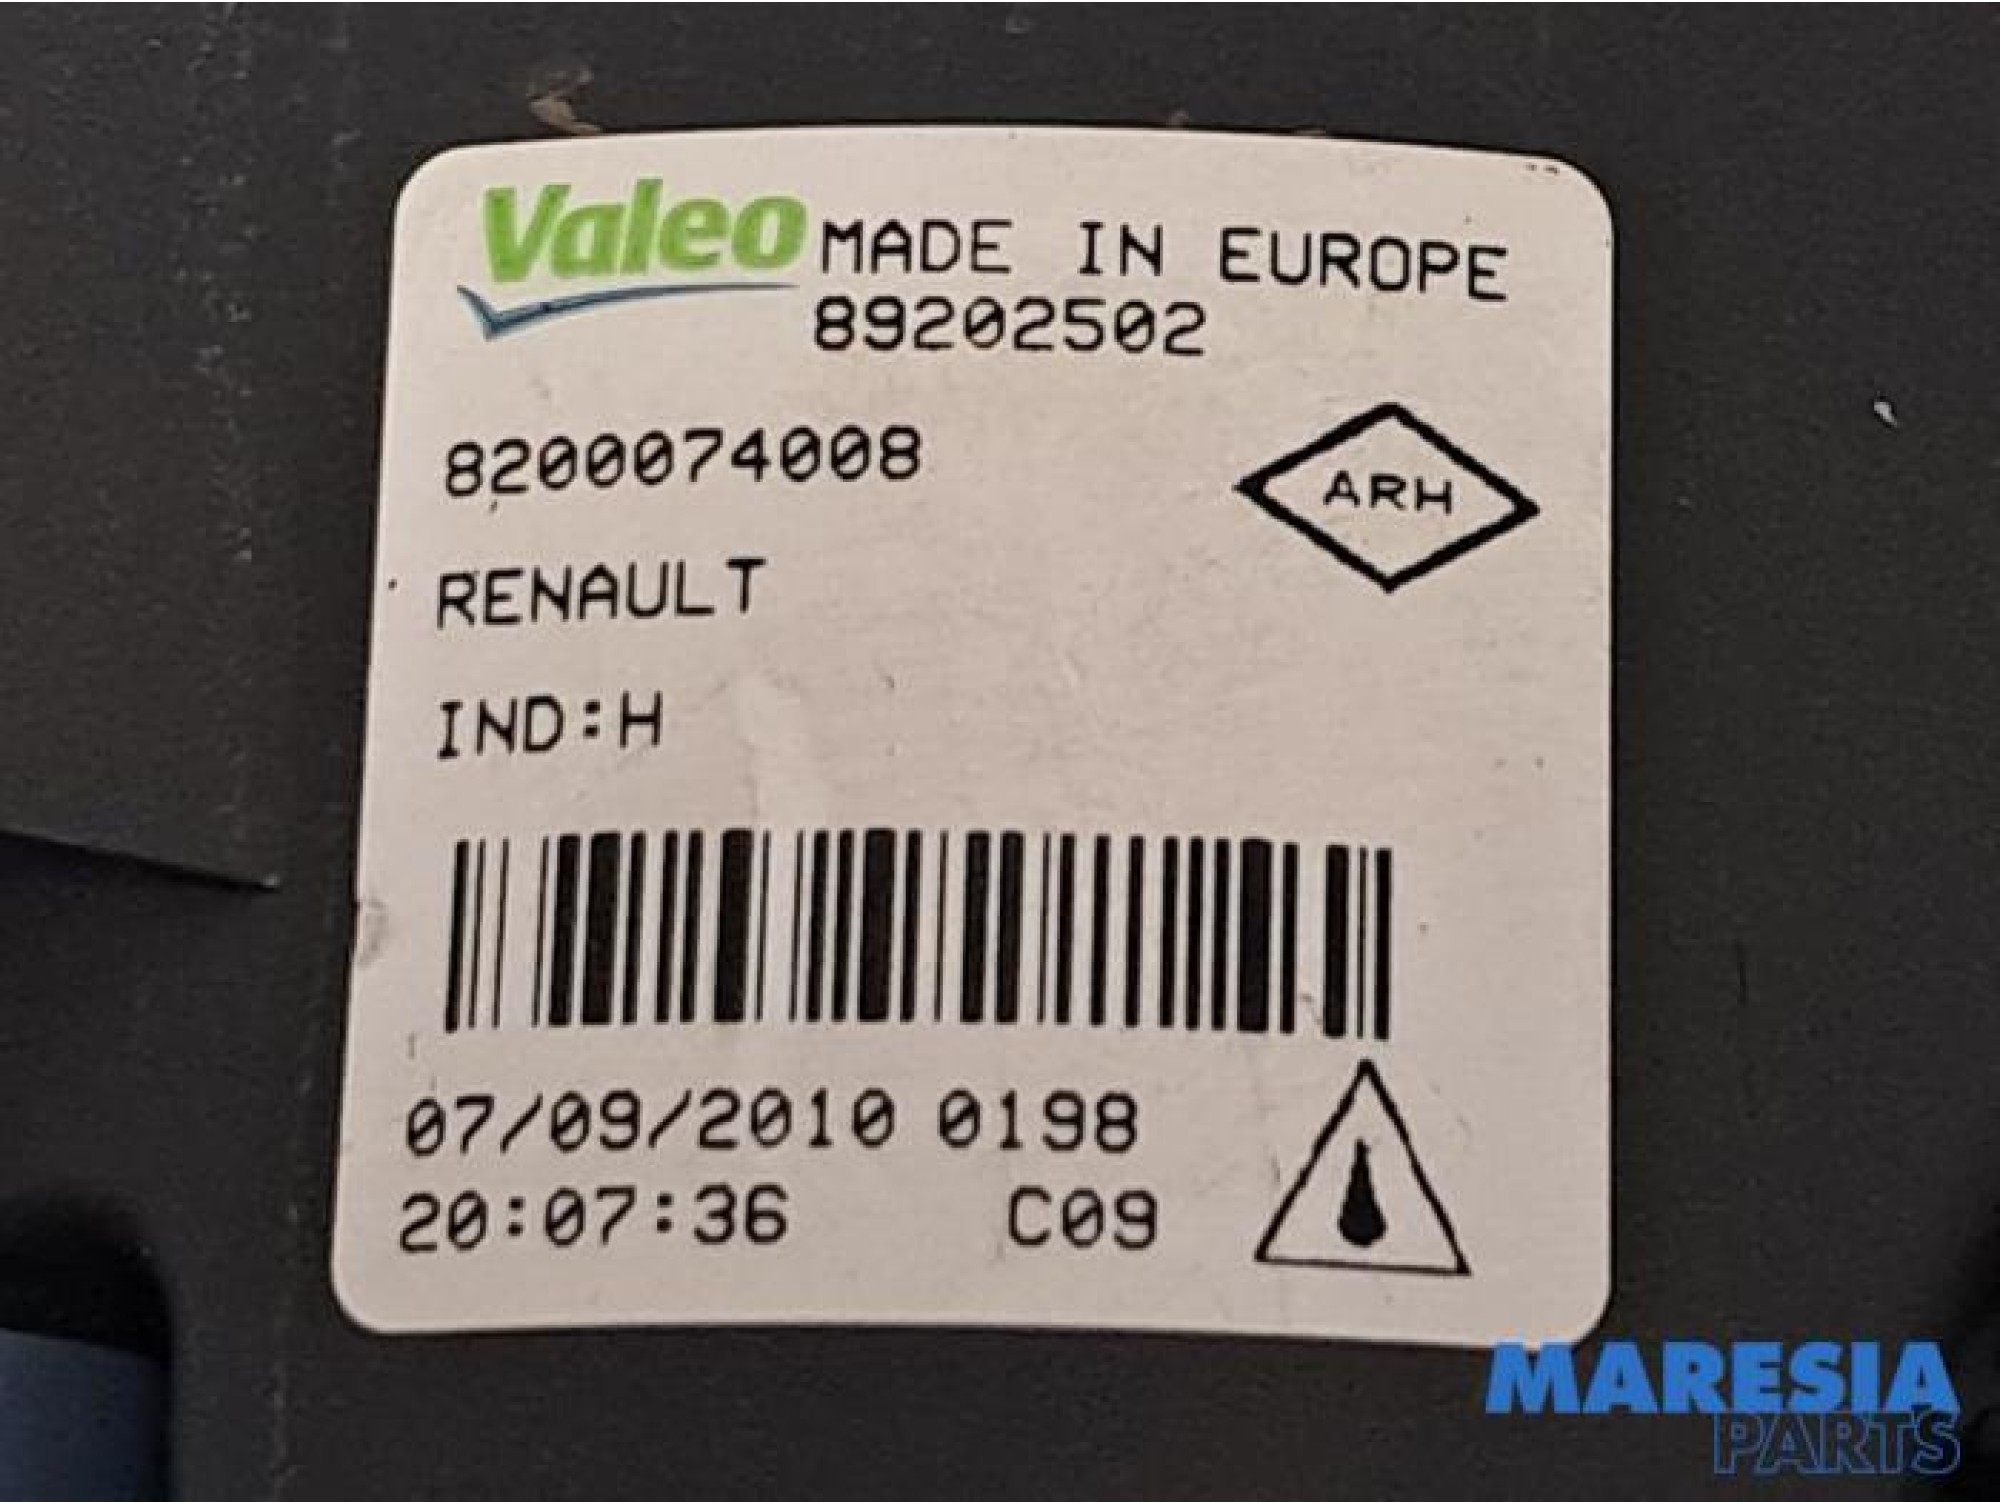 Valeo MADE IN EUROPE
89202502
8200074008
ARH
RENAULT
IND:H
07/09/2010 0198
20:07:36 C09
MARESIA
PARTS